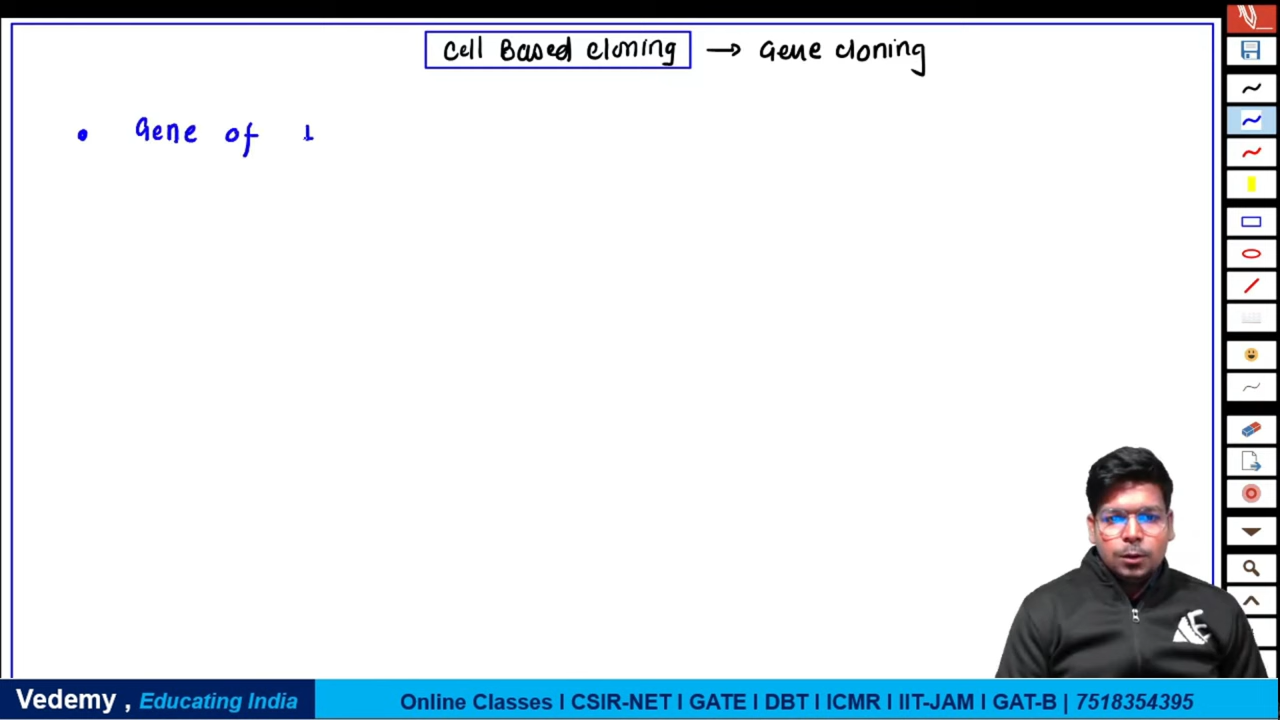 Cell Based Cloning → Gene cloning
• Gene of
Vedemy , Educating India
Online Classes I CSIR-NET I GATE I DBT I ICMR I IIT-JAM I GAT-B | 7518354395